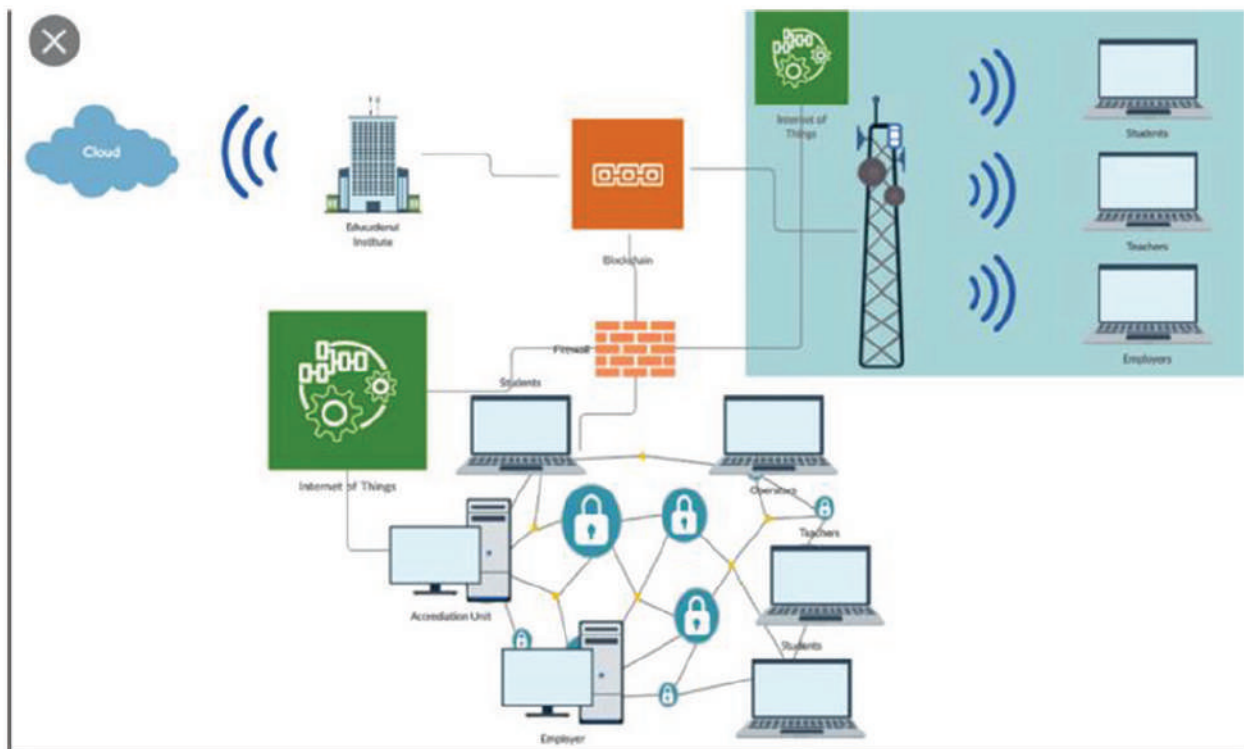 Cloud
Educational
Institute
Blockchain
Internet of
Things
Students
Teachers
Employers
Firewall
Students
Internet of Things
Operators
Teachers
Accrediation Unit
Students
Employer